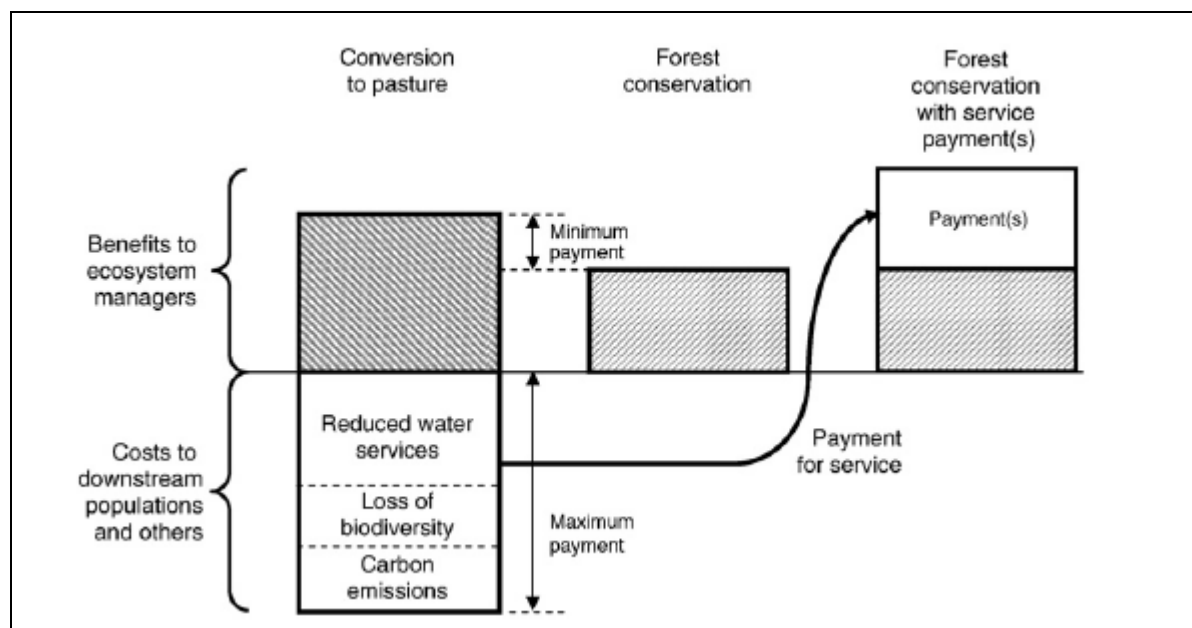 Conversion
to pasture
Forest
conservation
Forest
conservation
with service
payment(s)
Benefits to
ecosystem
managers
Minimum
payment
Payment(s)
Costs to
downstream
populations
and others
Reduced water
services
Loss of
biodiversity
Carbon
emissions
Maximum
payment
Payment
for service